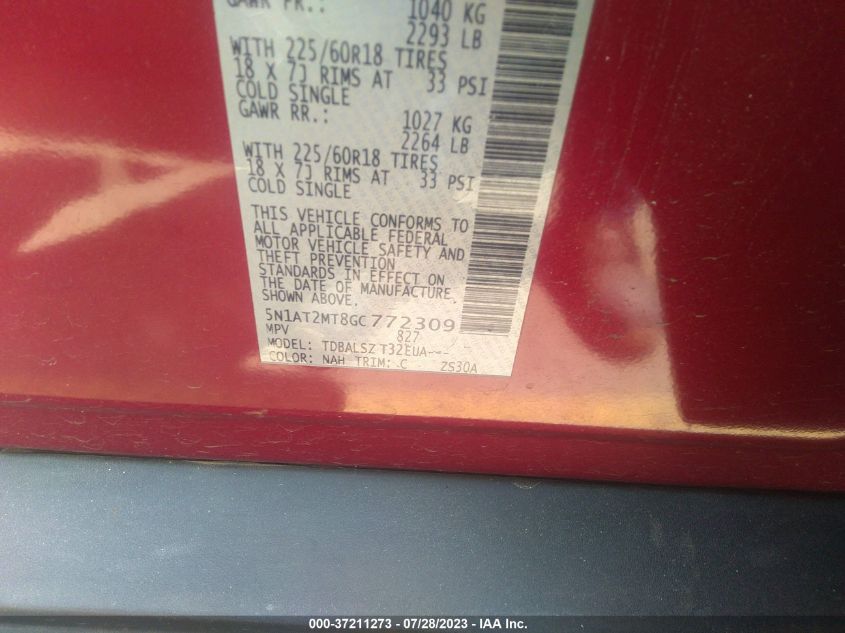 GAWR FR.: 1040 KG
2293 LB
WITH 225/60R18 TIRES
18 X 7J RIMS AT 33 PSI
COLD SINGLE
GAWR RR.: 1027 KG
2264 LB
WITH 225/60R18 TIRES
18 X 7J RIMS AT 33 PSI
COLD SINGLE
THIS VEHICLE CONFORMS TO
ALL APPLICABLE FEDERAL
MOTOR VEHICLE SAFETY AND
THEFT PREVENTION
STANDARDS IN EFFECT ON
THE DATE OF MANUFACTURE
SHOWN ABOVE.
5N1AT2MT8GC772309
MPV 827
MODEL: TDBALSZ T32EUA---
COLOR: NAH TRIM: C ZS30A
000-37211273 - 07/28/2023 - IAA Inc.